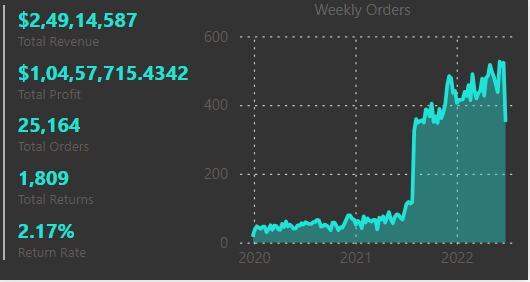 $2,49,14,587
Total Revenue
$1,04,57,715.4342
Total Profit
25,164
Total Orders
1,809
Total Returns
2.17%
Return Rate
Weekly Orders
600
400
200
0
2020
2021
2022